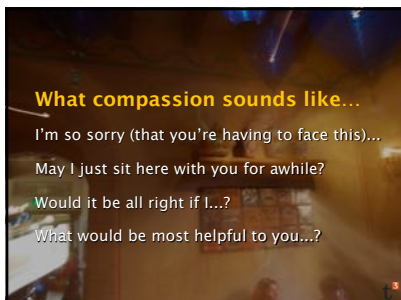 What compassion sounds like...
I'm so sorry (that you're having to face this)...
May I just sit here with you for awhile?
Would it be all right if I...?
What would be most helpful to you...?
t3